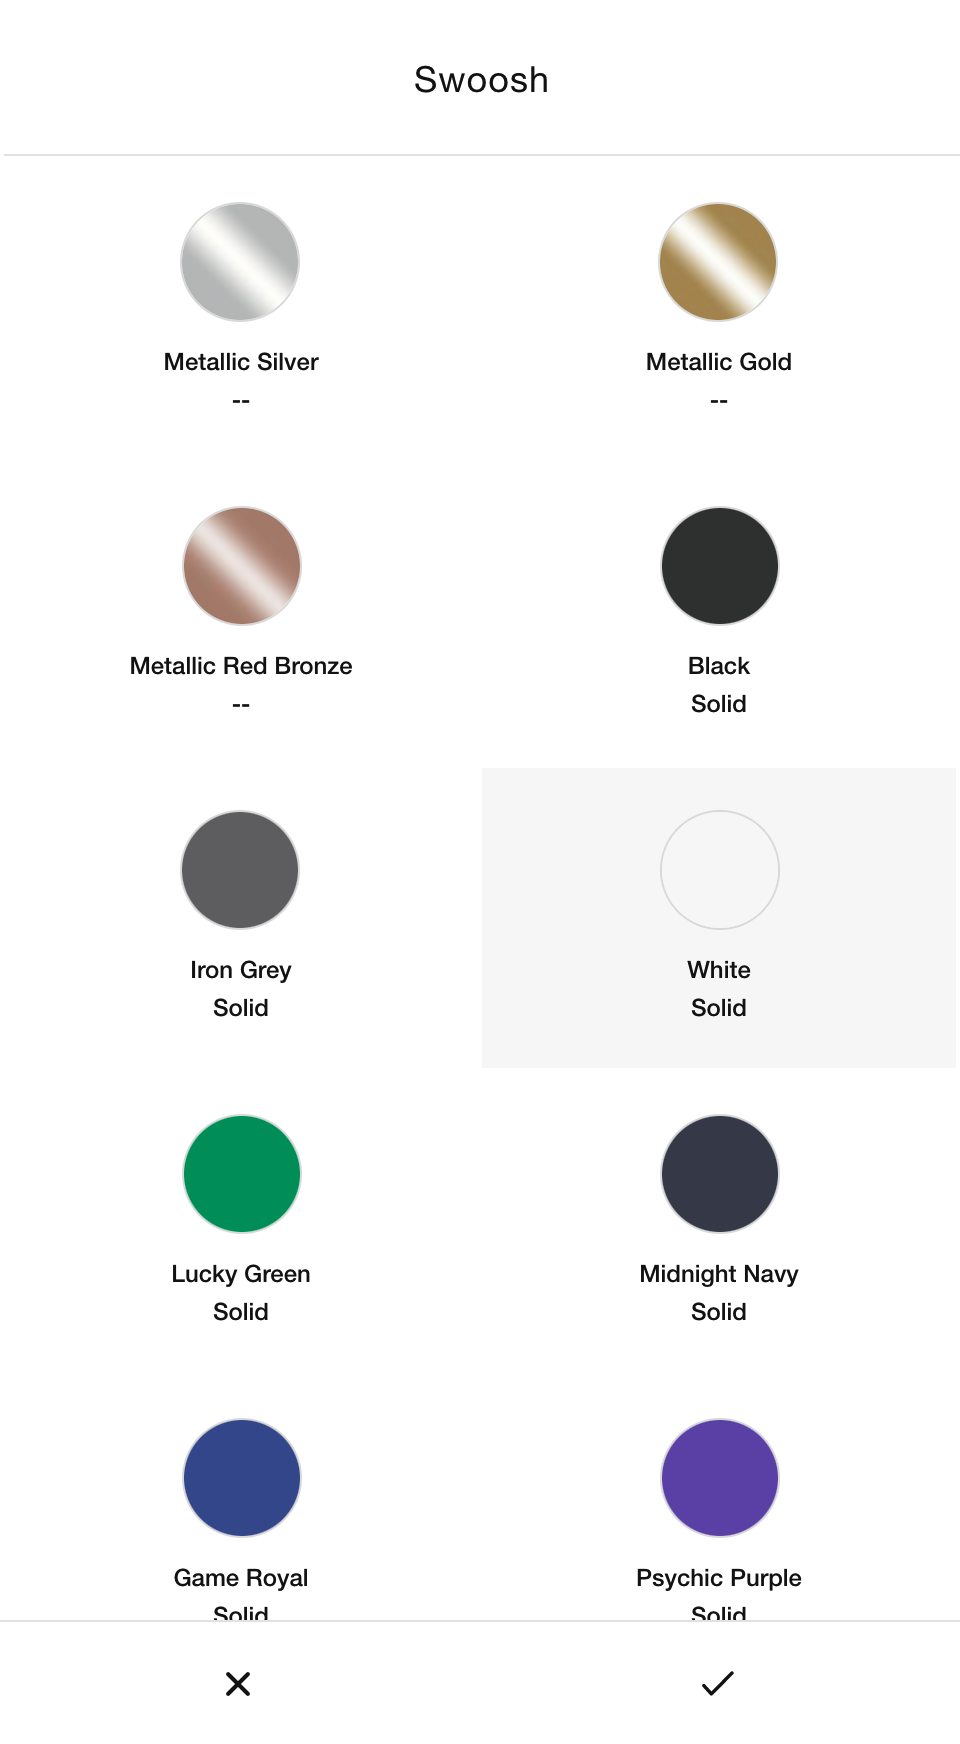 Swoosh
Metallic Silver
--
Metallic Gold
--
Metallic Red Bronze
--
Black
Solid
Iron Grey
Solid
White
Solid
Lucky Green
Solid
Midnight Navy
Solid
Game Royal
Solid
Psychic Purple
Solid